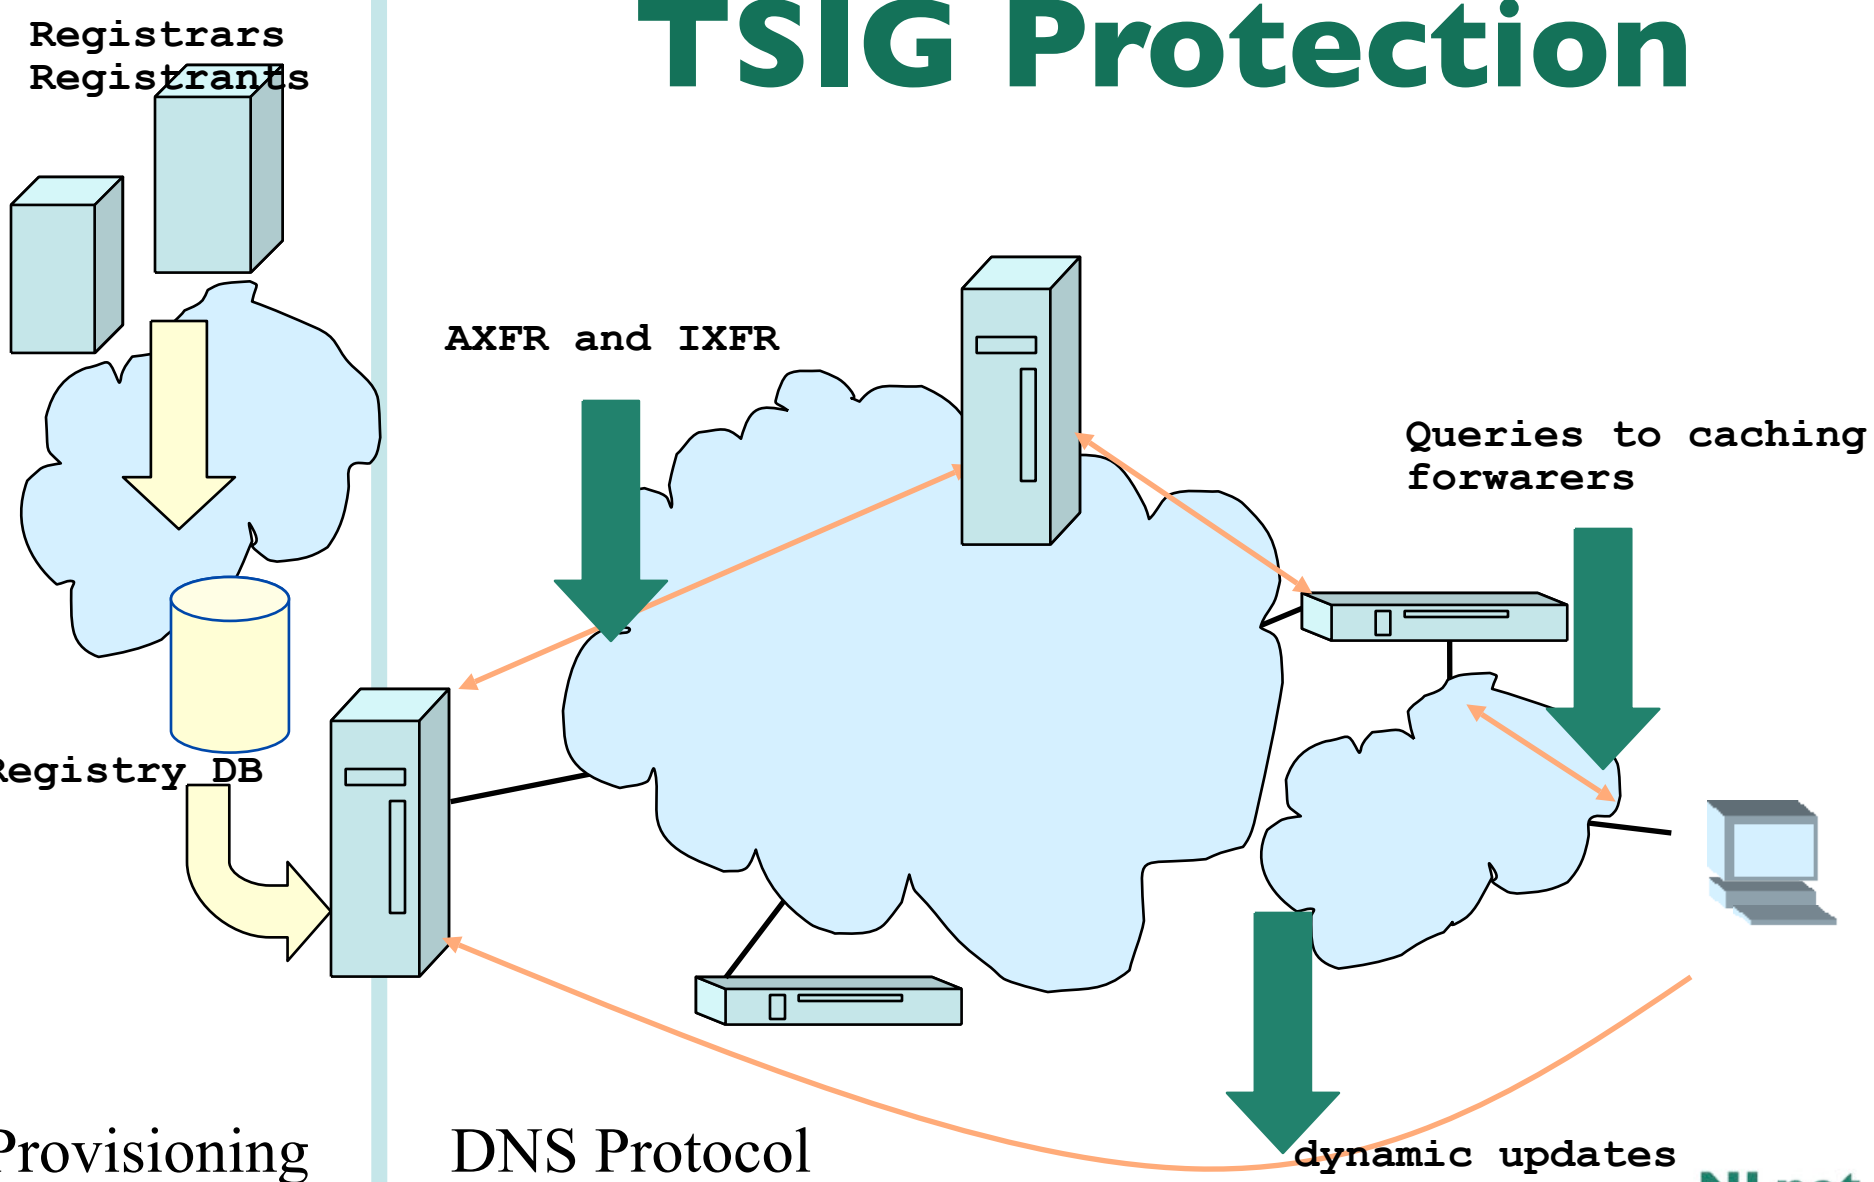 TSIG Protection
Registrars
Registrants
AXFR and IXFR
Queries to caching
forwarers
Registry DB
Provisioning
DNS Protocol
dynamic updates